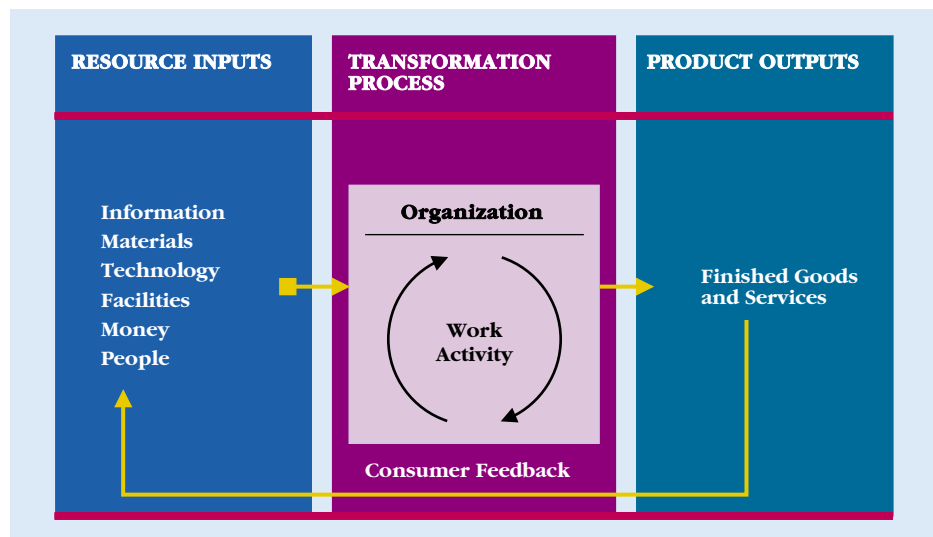 RESOURCE INPUTS
TRANSFORMATION
PROCESS
PRODUCT OUTPUTS
Information
Materials
Technology
Facilities
Money
People
Organization
Work
Activity
Finished Goods
and Services
Consumer Feedback